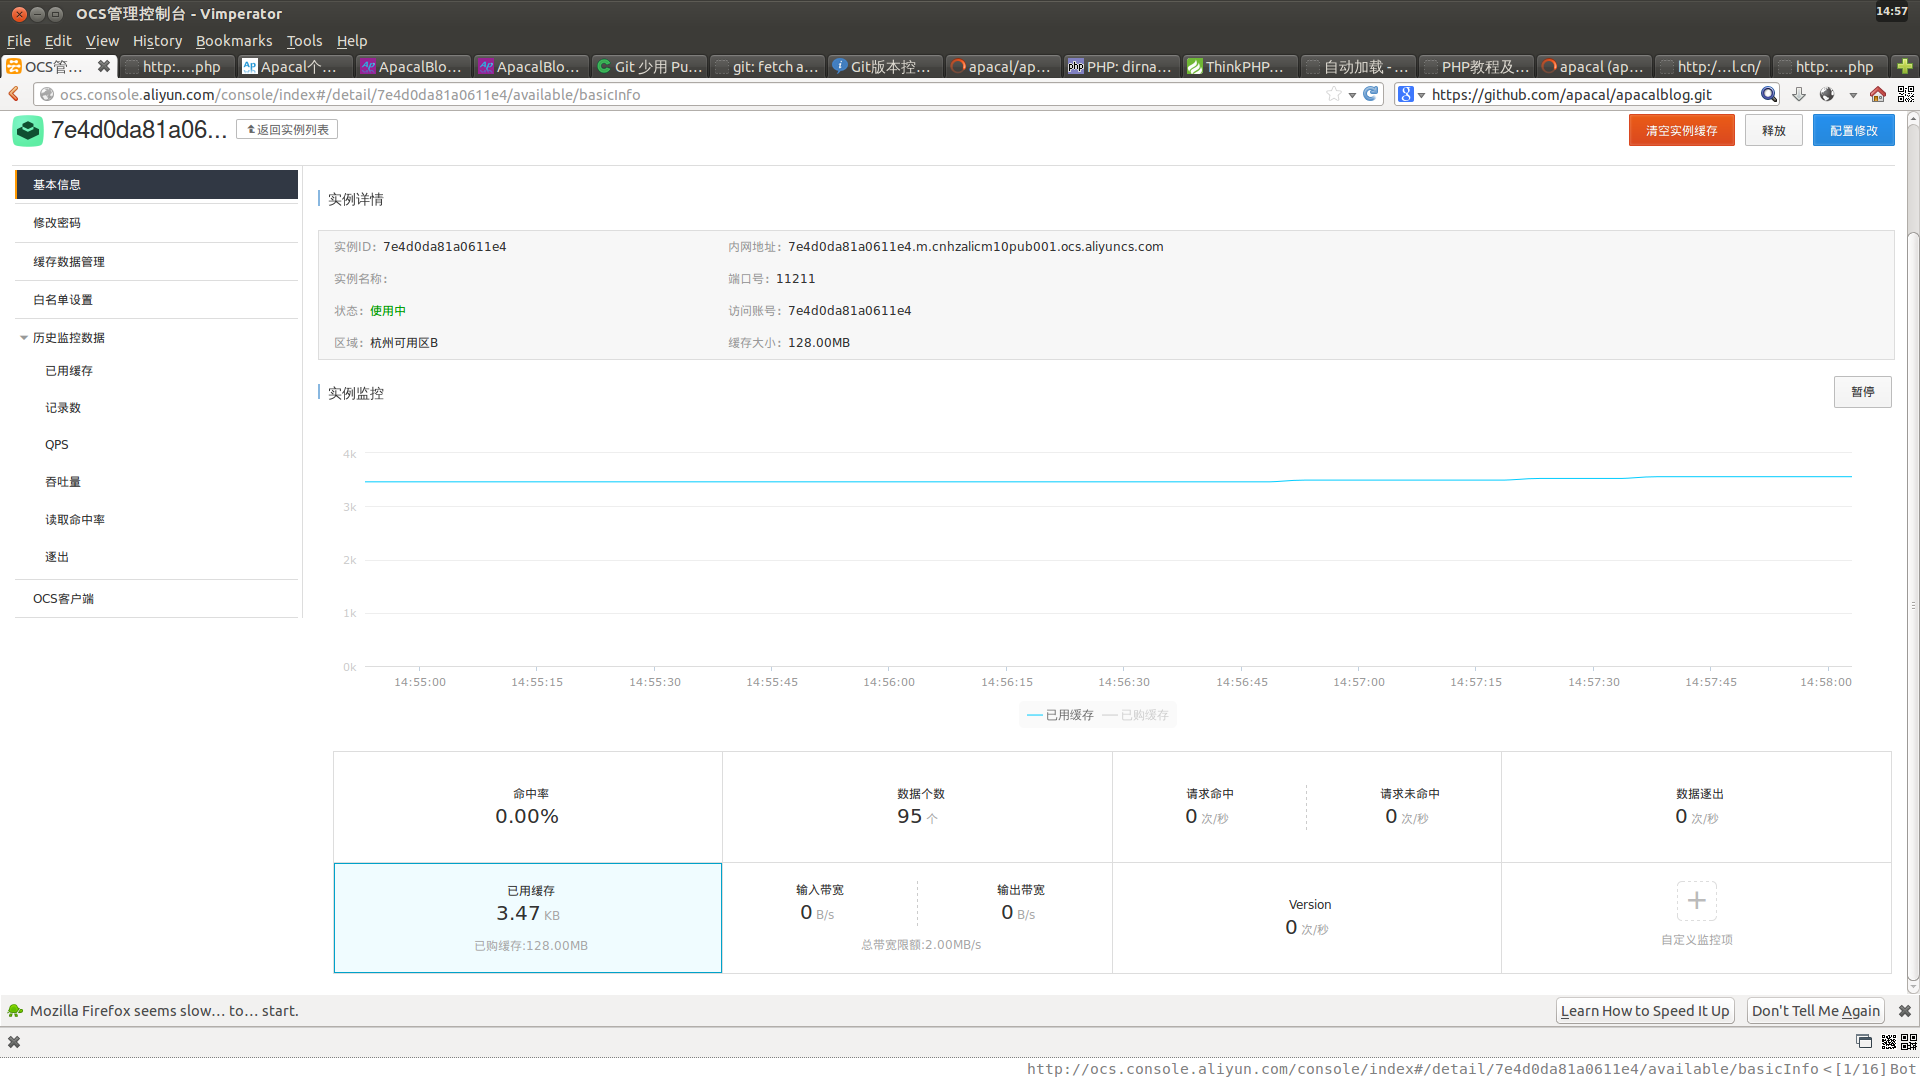 OCS管理控制台 - Vimperator
14:57
File Edit View History Bookmarks Tools Help
OCS管...
http:....php
Apacal个...
ApacalBlo...
ApacalBlo...
Git 少用 Pu...
git: fetch a...
Git版本控...
apacal/ap...
PHP: dirna...
ThinkPHP...
自动加载 - ...
PHP教程及...
apacal (ap...
http:/...l.cn/
http:....php
ocs.console.aliyun.com/console/index#/detail/7e4d0da81a0611e4/available/basicInfo
https://github.com/apacal/apacalblog.git
7e4d0da81a06...
返回实例列表
清空实例缓存
释放
配置修改
基本信息
修改密码
缓存数据管理
白名单设置
历史监控数据
已用缓存
记录数
QPS
吞吐量
读取命中率
逐出
OCS客户端
实例详情
实例ID: 7e4d0da81a0611e4
内网地址: 7e4d0da81a0611e4.m.cnhzalicm10pub001.ocs.aliyuncs.com
实例名称:
端口号: 11211
状态: 使用中
访问账号: 7e4d0da81a0611e4
区域: 杭州可用区B
缓存大小: 128.00MB
实例监控
暂停
4k
3k
2k
1k
0k
14:55:00 14:55:15 14:55:30 14:55:45 14:56:00 14:56:15 14:56:30 14:56:45 14:57:00 14:57:15 14:57:30 14:57:45 14:58:00
已用缓存 已购缓存
命中率
0.00%
数据个数
95 个
请求命中
0 次/秒
请求未命中
0 次/秒
数据逐出
0 次/秒
已用缓存
3.47 KB
已购缓存:128.00MB
输入带宽
0 B/s
输出带宽
0 B/s
总带宽限额:2.00MB/s
Version
0 次/秒
自定义监控项
Mozilla Firefox seems slow... to... start.
Learn How to Speed It Up
Don't Tell Me Again
http://ocs.console.aliyun.com/console/index#/detail/7e4d0da81a0611e4/available/basicInfo < [1/16] Bot